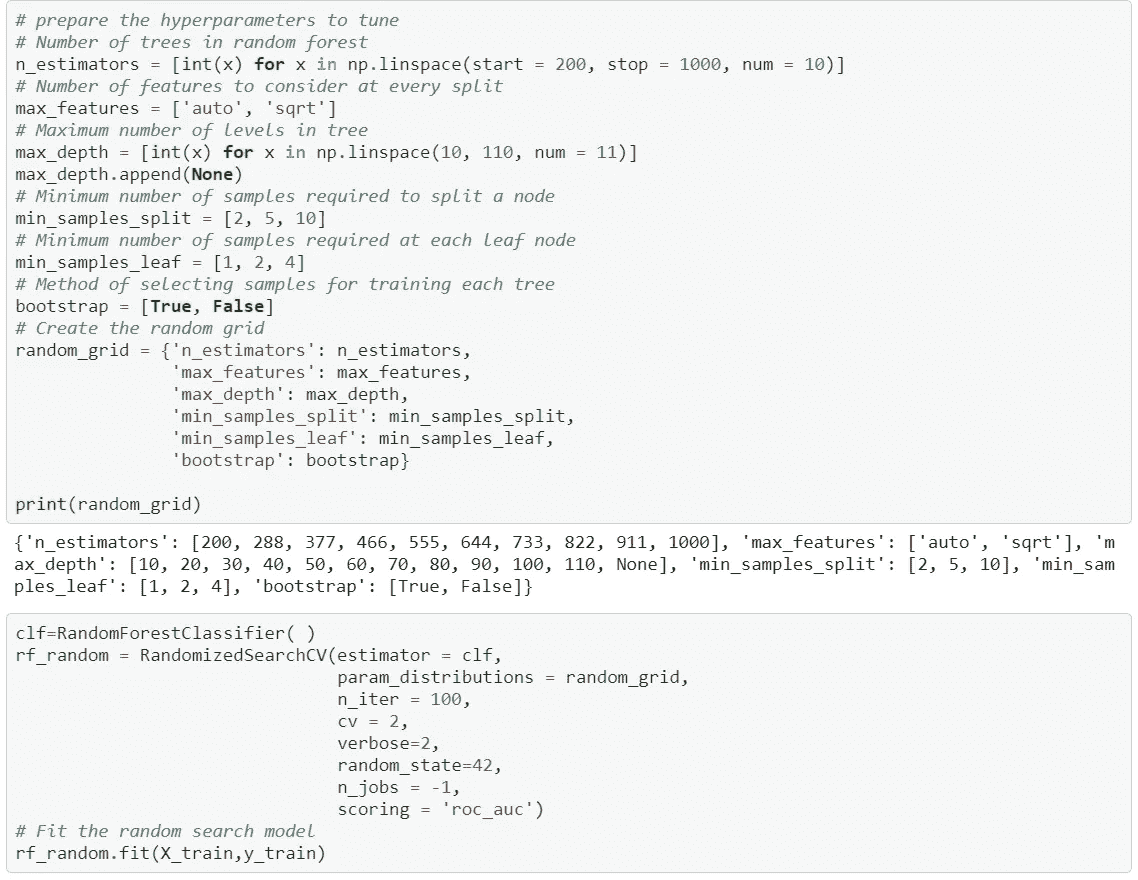 # prepare the hyperparameters to tune
# Number of trees in random forest
n_estimators = [int(x) for x in np.linspace(start = 200, stop = 1000, num = 10)]
# Number of features to consider at every split
max_features = ['auto', 'sqrt']
# Maximum number of levels in tree
max_depth = [int(x) for x in np.linspace(10, 110, num = 11)]
max_depth.append(None)
# Minimum number of samples required to split a node
min_samples_split = [2, 5, 10]
# Minimum number of samples required at each leaf node
min_samples_leaf = [1, 2, 4]
# Method of selecting samples for training each tree
bootstrap = [True, False]
# Create the random grid
random_grid = {'n_estimators': n_estimators,
               'max_features': max_features,
               'max_depth': max_depth,
               'min_samples_split': min_samples_split,
               'min_samples_leaf': min_samples_leaf,
               'bootstrap': bootstrap}
print(random_grid)
{'n_estimators': [200, 288, 377, 466, 555, 644, 733, 822, 911, 1000], 'max_features': ['auto', 'sqrt'], 'm
ax_depth': [10, 20, 30, 40, 50, 60, 70, 80, 90, 100, 110, None], 'min_samples_split': [2, 5, 10], 'min_sam
ples_leaf': [1, 2, 4], 'bootstrap': [True, False]}
clf=RandomForestClassifier( )
rf_random = RandomizedSearchCV(estimator = clf,
                               param_distributions = random_grid,
                               n_iter = 100,
                               cv = 2,
                               verbose=2,
                               random_state=42,
                               n_jobs = -1,
                               scoring = 'roc_auc')
# Fit the random search model
rf_random.fit(X_train,y_train)